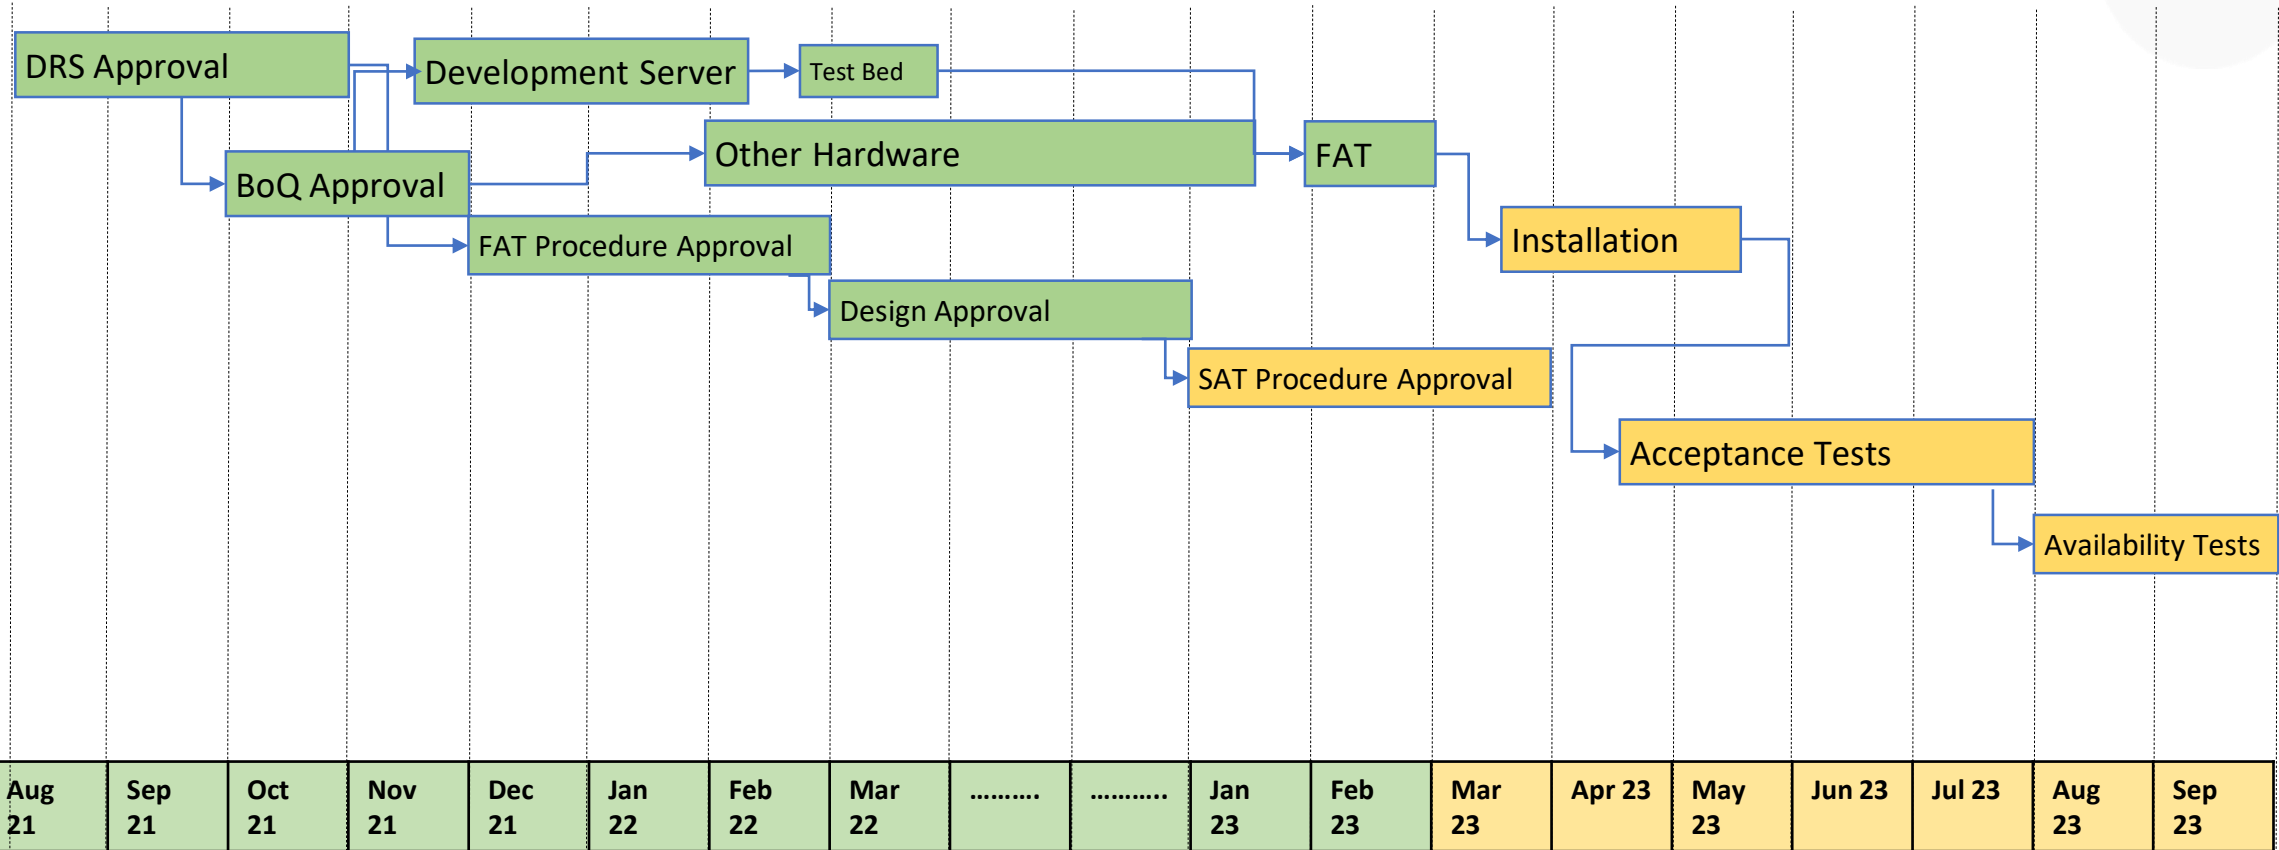 DRS Approval
Development Server
Test Bed
Other Hardware
FAT
BoQ Approval
Installation
FAT Procedure Approval
Design Approval
SAT Procedure Approval
Acceptance Tests
Availability Tests
Aug 21
Sep 21
Oct 21
Nov 21
Dec 21
Jan 22
Feb 22
Mar 22
……….
………..
Jan 23
Feb 23
Mar 23
Apr 23
May 23
Jun 23
Jul 23
Aug 23
Sep 23